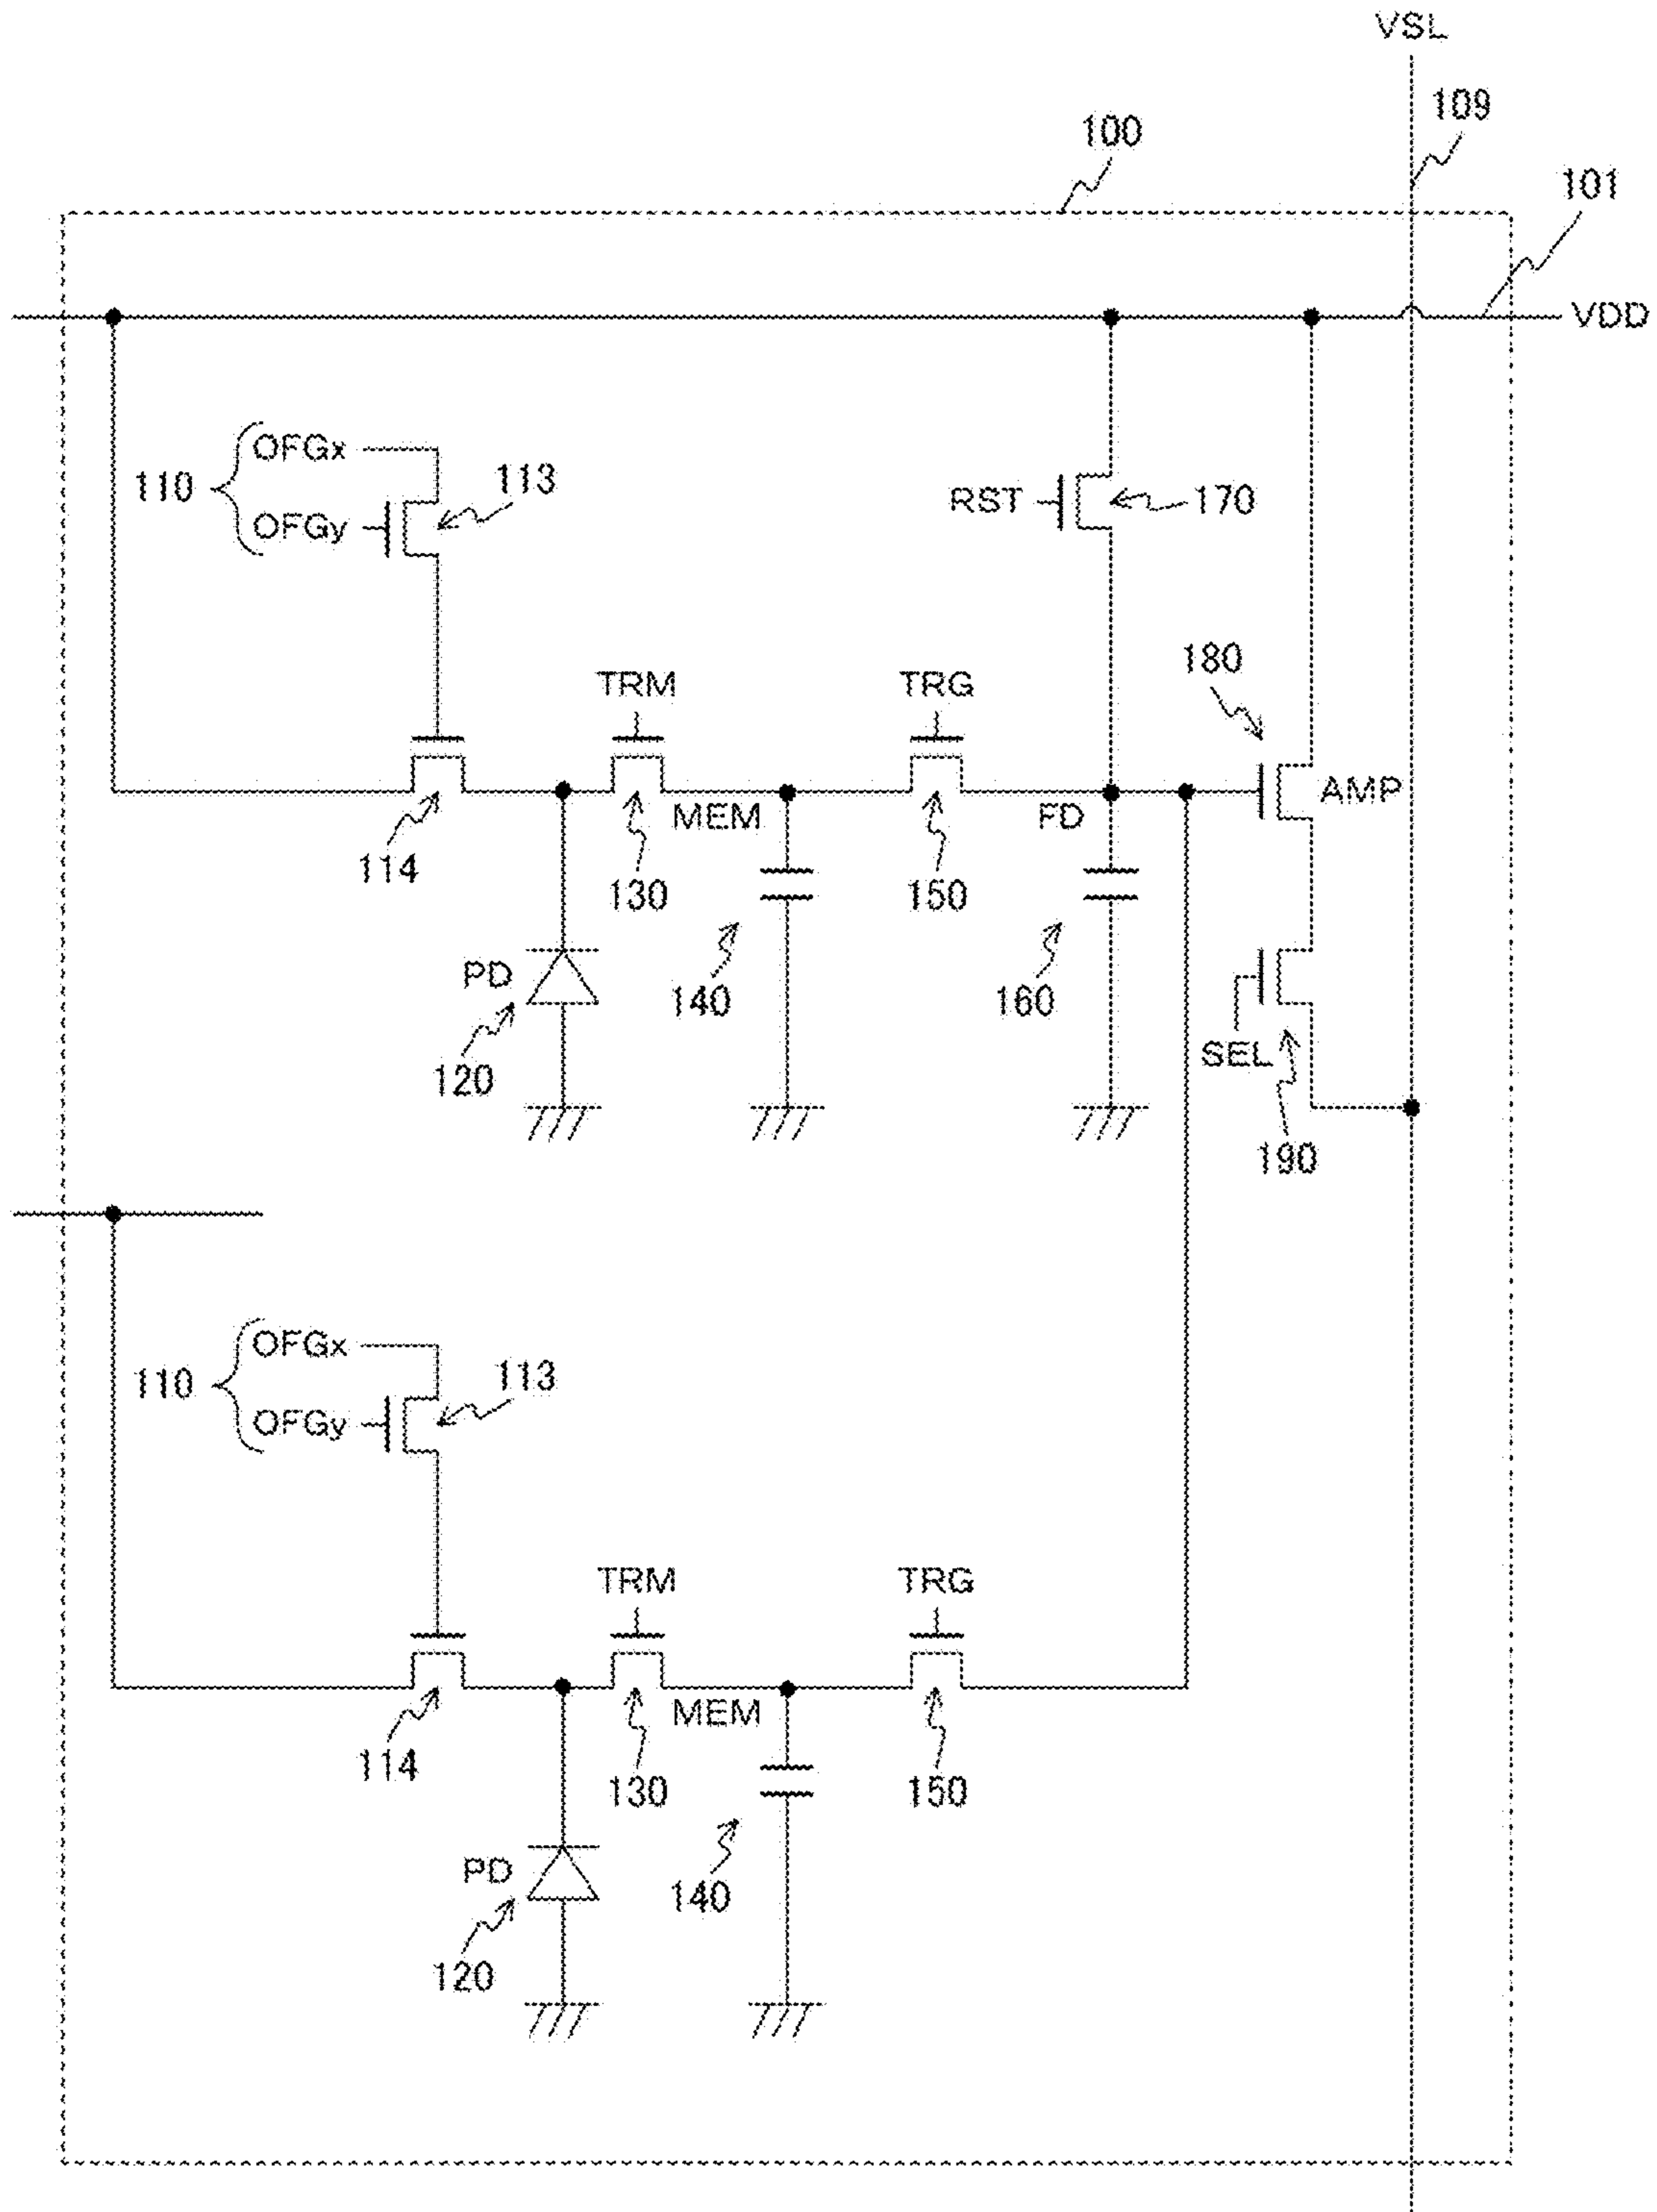 VSL
109
100
101
VDD
OFGx
110
113
OFGy
RST
170
180
TRM
TRG
AMP
MEM
FD
114
130
150
PD
140
160
120
SEL
190
OFGx
110
113
OFGy
TRM
TRG
MEM
114
130
150
PD
140
120